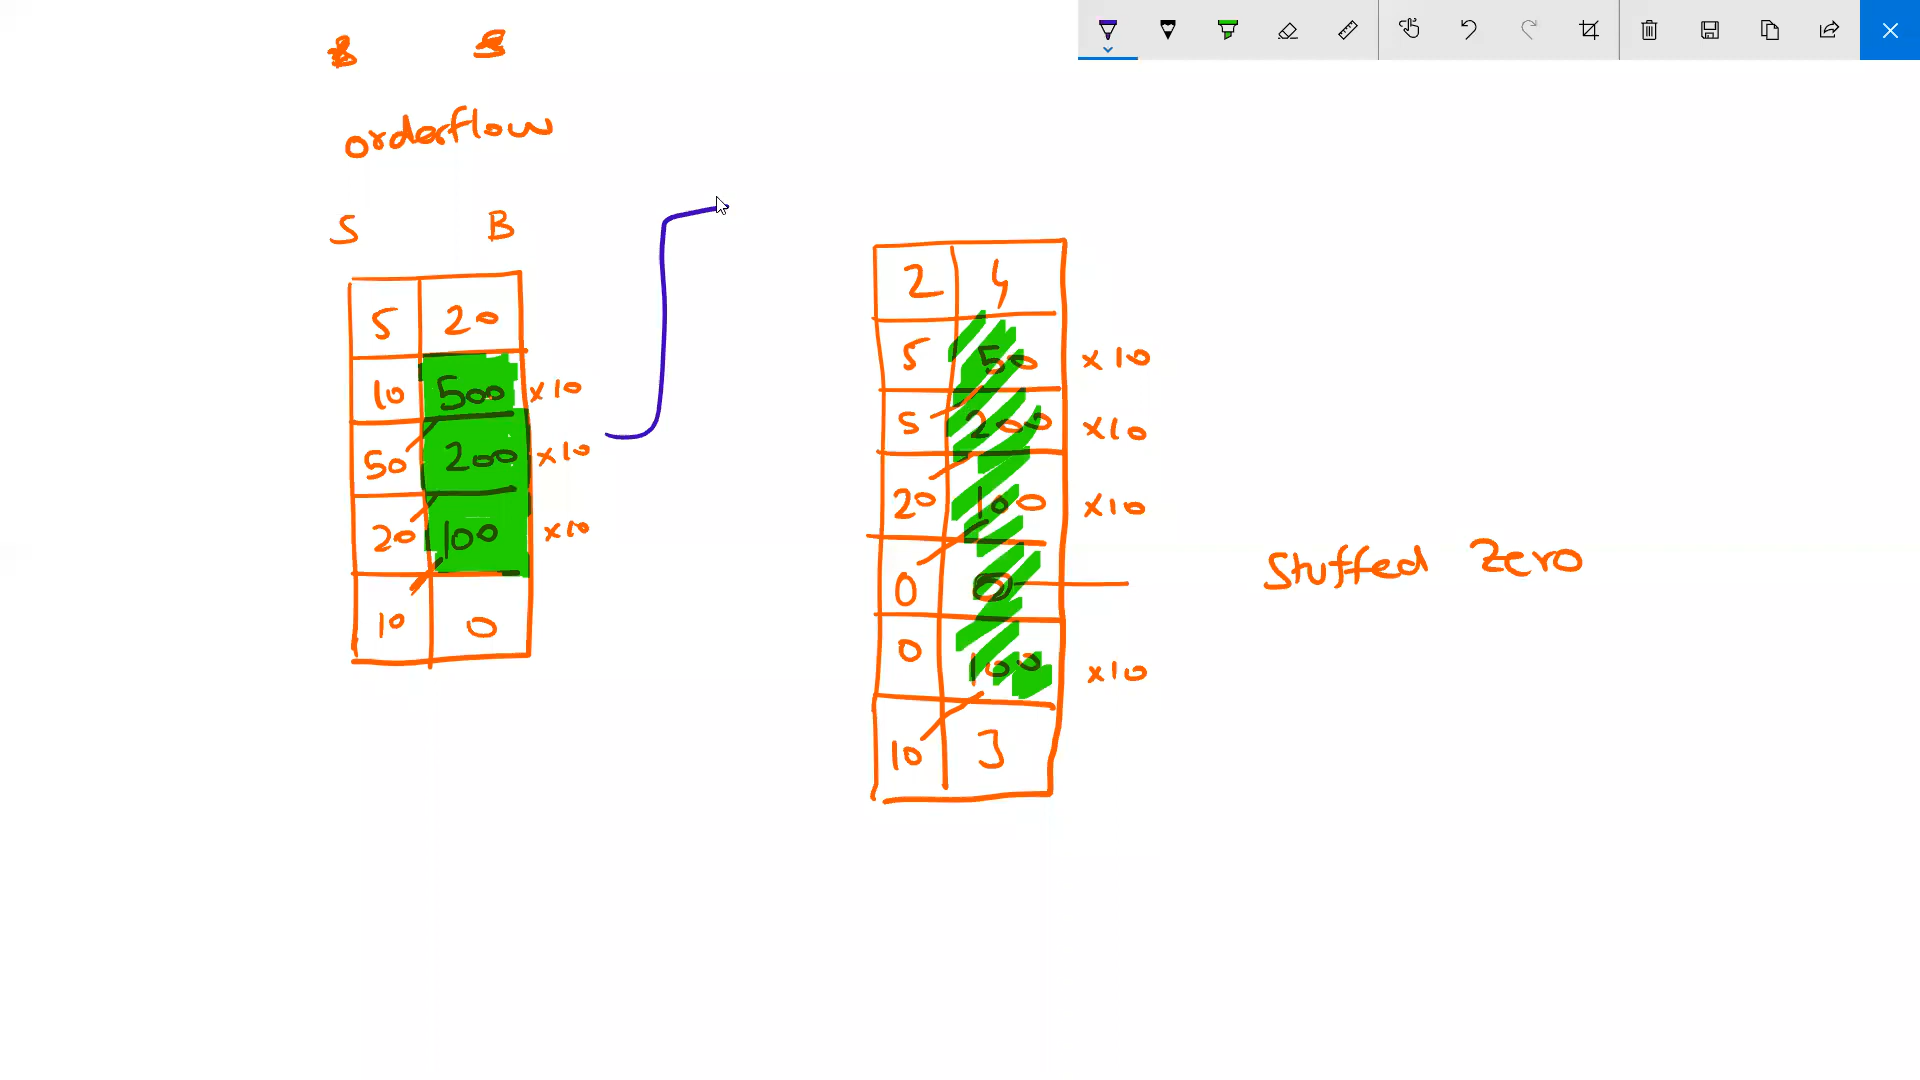 orderflow
S B
5 20
10 500 x10
50 200 x10
20 100 x10
10 0
2 4
5 50 x10
5 200 x10
20 100 x10
0 0
0 100 x10
10 3
Stuffed Zero